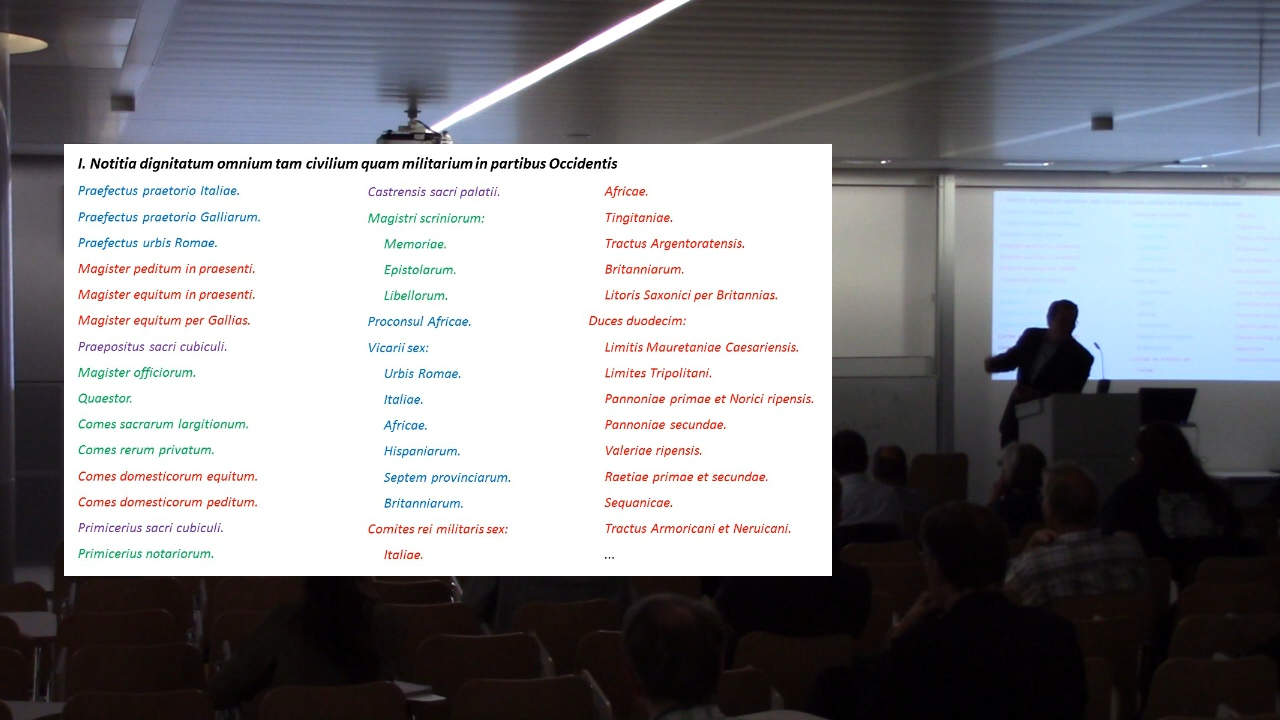 I. Notitia dignitatum omnium tam civilium quam militarium in partibus Occidentis
Praefectus praetorio Italiae.
Praefectus praetorio Galliarum.
Praefectus urbis Romae.
Magister peditum in praesenti.
Magister equitum in praesenti.
Magister equitum per Gallias.
Praepositus sacri cubiculi.
Magister officiorum.
Quaestor.
Comes sacrarum largitionum.
Comes rerum privatum.
Comes domesticorum equitum.
Comes domesticorum peditum.
Primicerius sacri cubiculi.
Primicerius notariorum.
Castrensis sacri palatii.
Magistri scriniorum:
Memoriae.
Epistolarum.
Libellorum.
Proconsul Africae.
Vicarii sex:
Urbis Romae.
Italiae.
Africae.
Hispaniarum.
Septem provinciarum.
Britanniarum.
Comites rei militaris sex:
Italiae.
Africae.
Tingitaniae.
Tractus Argentoratensis.
Britanniarum.
Litoris Saxonici per Britannias.
Duces duodecim:
Limitis Mauretaniae Caesariensis.
Limites Tripolitani.
Pannoniae primae et Norici ripensis.
Pannoniae secundae.
Valeriae ripensis.
Raetiae primae et secundae.
Sequanicae.
Tractus Armoricani et Neruicani.
...